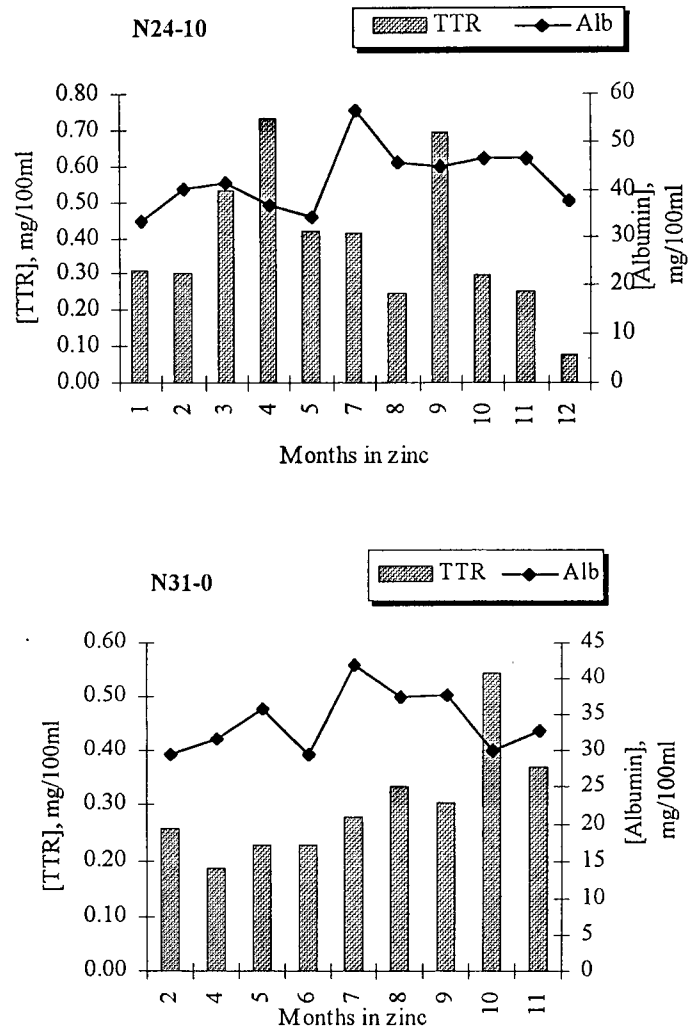 N24-10
TTR Alb
0.80
0.70
0.60
0.50
0.40
0.30
0.20
0.10
0.00
[TTR], mg/100ml
60
50
40
30
20
10
0
[Albumin],
mg/100ml
1 2 3 4 5 7 8 9 10 11 12
Months in zinc
N31-0
TTR Alb
0.60
0.50
0.40
0.30
0.20
0.10
0.00
[TTR], mg/100ml
45
40
35
30
25
20
15
10
5
0
[Albumin],
mg/100ml
2 4 5 6 7 8 9 10 11
Months in zinc